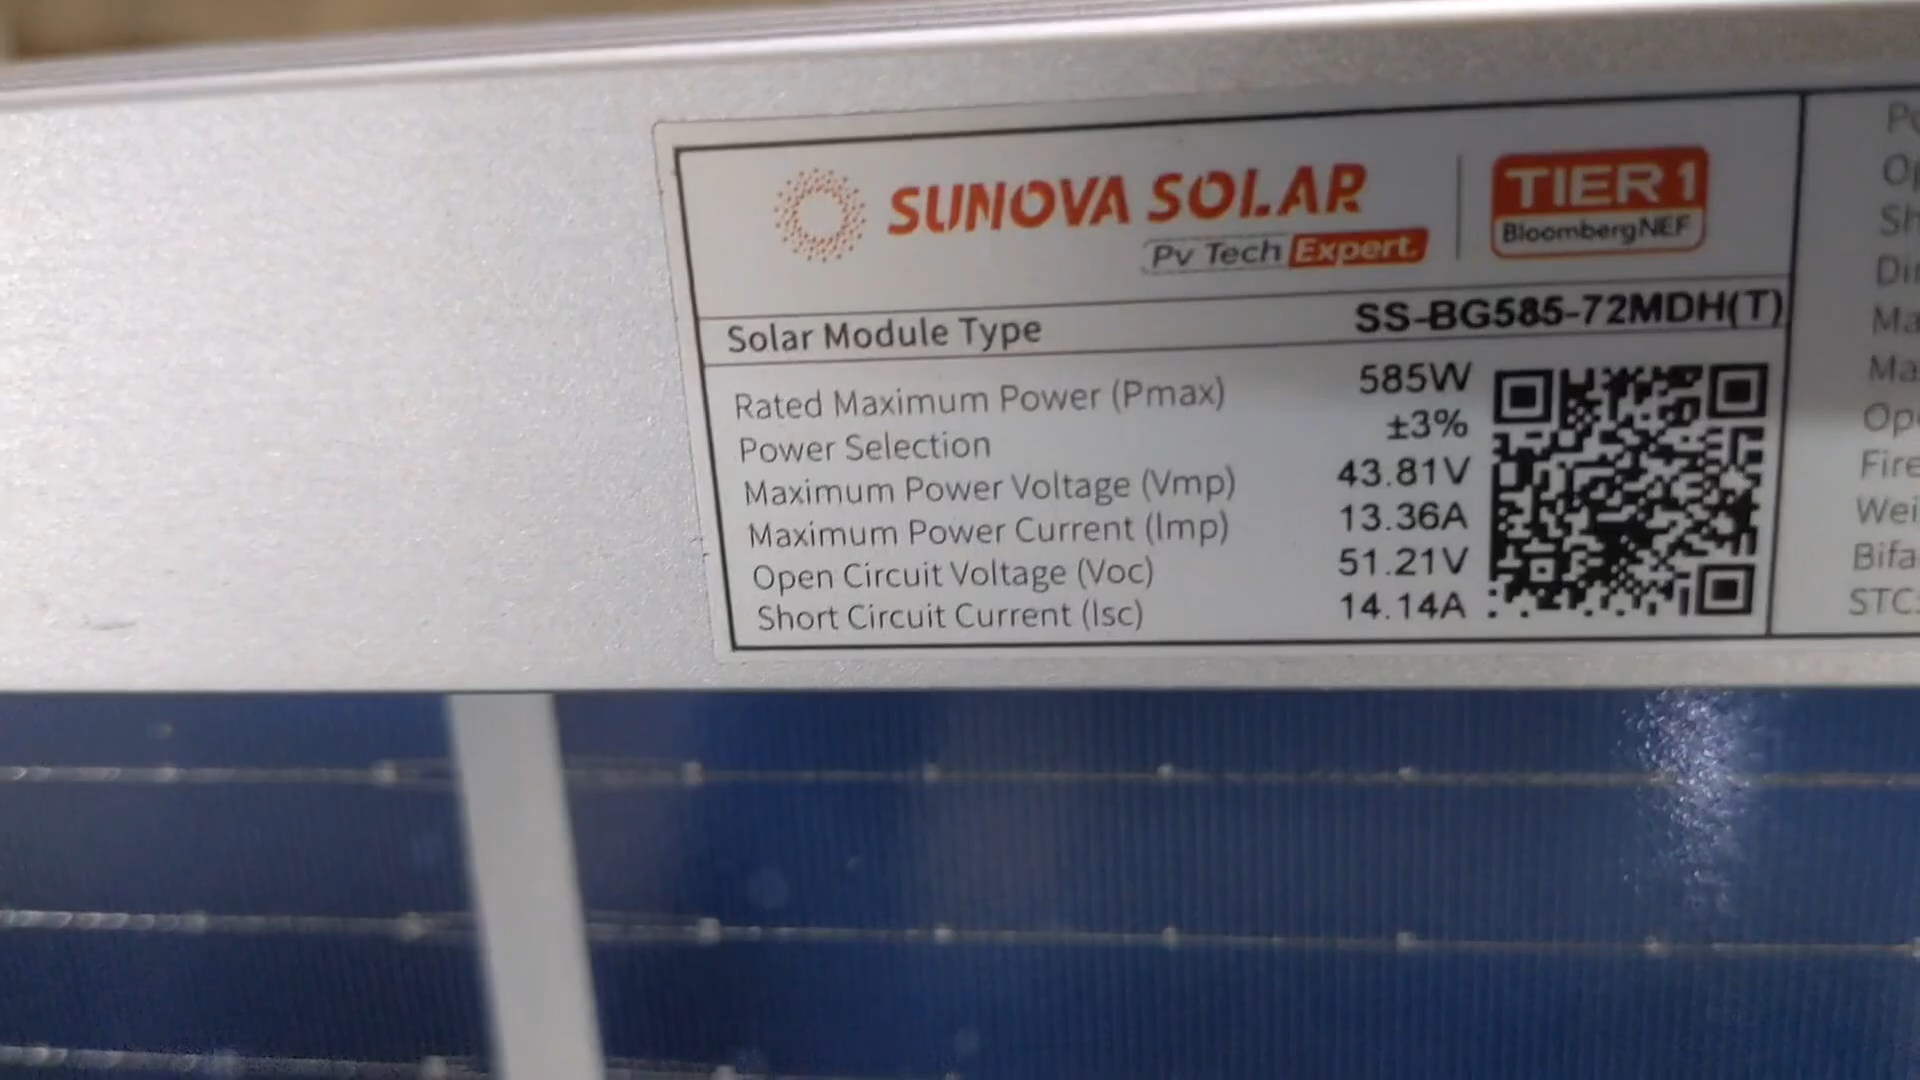 SUNOVA SOLAR
Pv Tech Expert.
TIER 1
BloombergNEF
Solar Module Type SS-BG585-72MDH(T)
Rated Maximum Power (Pmax) 585W
Power Selection ±3%
Maximum Power Voltage (Vmp) 43.81V
Maximum Power Current (Imp) 13.36A
Open Circuit Voltage (Voc) 51.21V
Short Circuit Current (Isc) 14.14A